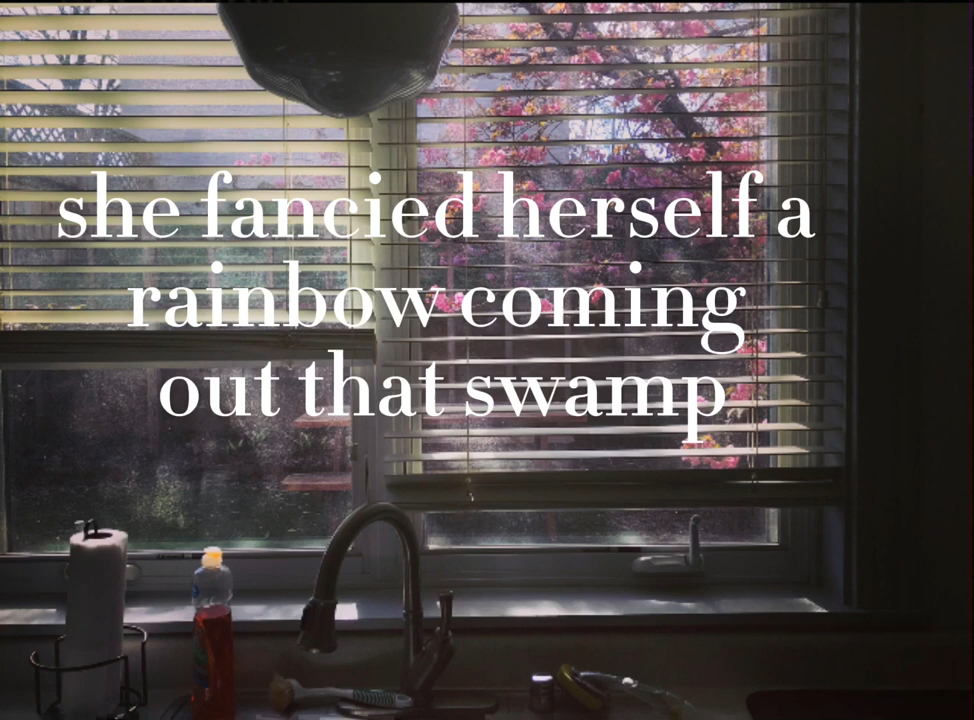 she fancied herself a
rainbow coming
out that swamp